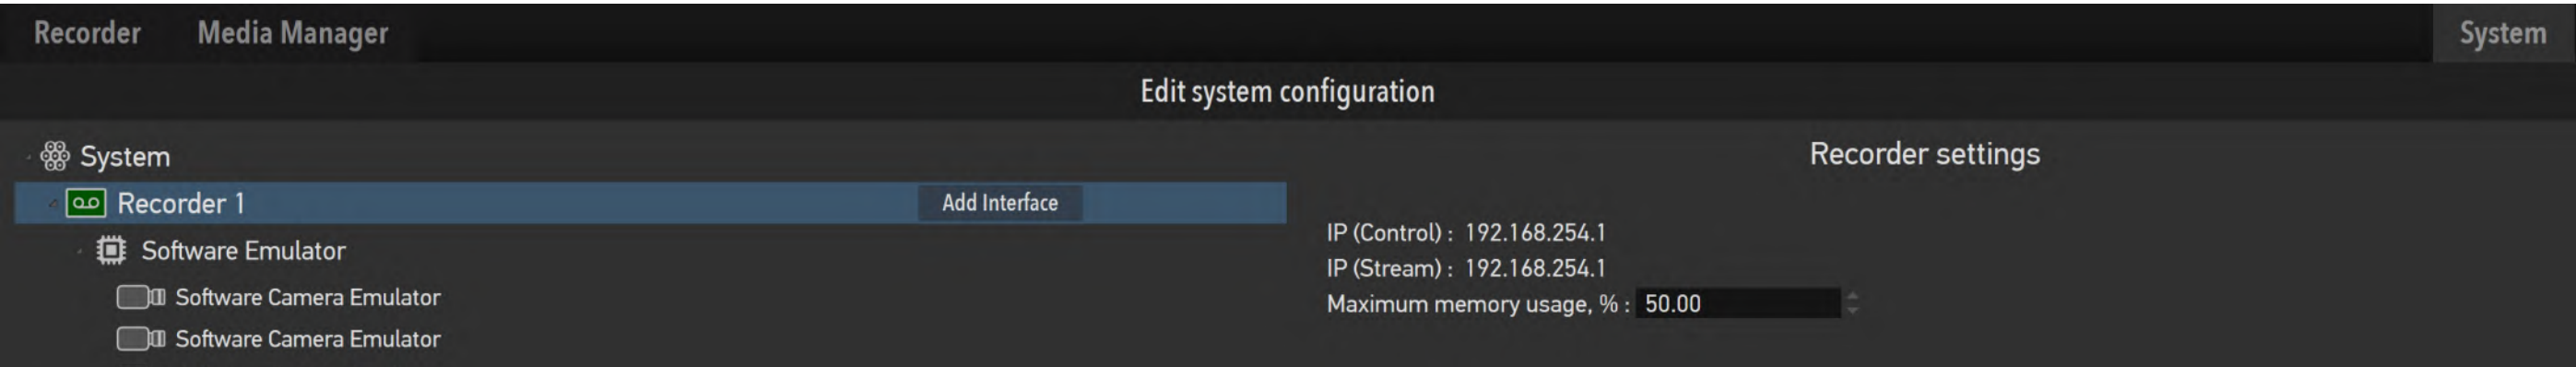 Recorder Media Manager System
Edit system configuration
System
Recorder 1 Add Interface
Software Emulator
Software Camera Emulator
Software Camera Emulator
Recorder settings
IP (Control) : 192.168.254.1
IP (Stream) : 192.168.254.1
Maximum memory usage, % : 50.00